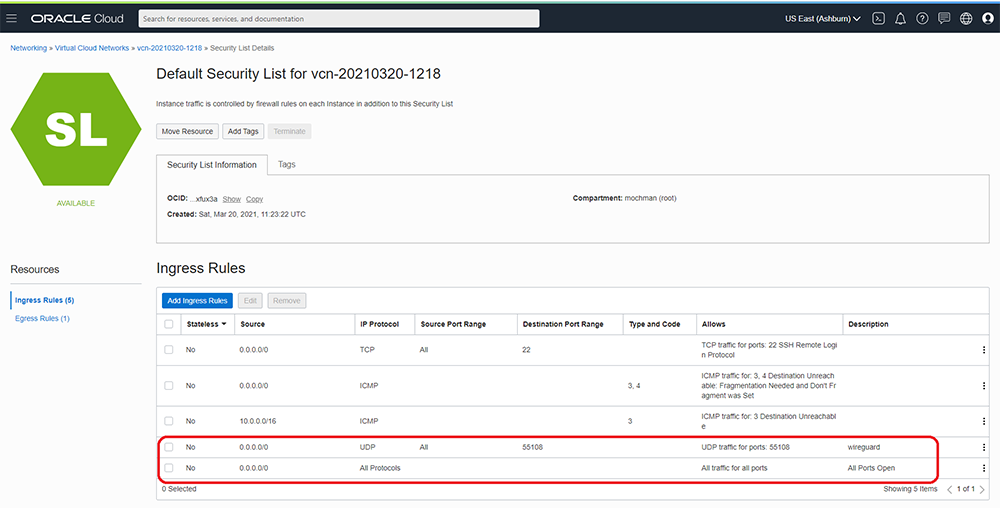 ORACLE Cloud
Search for resources, services, and documentation
US East (Ashburn)
Networking » Virtual Cloud Networks » vcn-20210320-1218 » Security List Details
SL
AVAILABLE
Default Security List for vcn-20210320-1218
Instance traffic is controlled by firewall rules on each Instance in addition to this Security List
Move Resource Add Tags Terminate
Security List Information Tags
OCID: ...xfux3a Show Copy
Compartment: mochman (root)
Created: Sat, Mar 20, 2021, 11:23:22 UTC
Resources
Ingress Rules (5)
Egress Rules (1)
Ingress Rules
Add Ingress Rules Edit Remove
Stateless Source IP Protocol Source Port Range Destination Port Range Type and Code Allows Description
No 0.0.0.0/0 TCP All 22 TCP traffic for ports: 22 SSH Remote Logi
n Protocol
No 0.0.0.0/0 ICMP 3, 4 ICMP traffic for: 3, 4 Destination Unreach
able: Fragmentation Needed and Don't Fr
agment was Set
No 10.0.0.0/16 ICMP 3 ICMP traffic for: 3 Destination Unreachabl
e
No 0.0.0.0/0 UDP All 55108 UDP traffic for ports: 55108 wireguard
No 0.0.0.0/0 All Protocols All traffic for all ports All Ports Open
0 Selected
Showing 5 Items 1 of 1